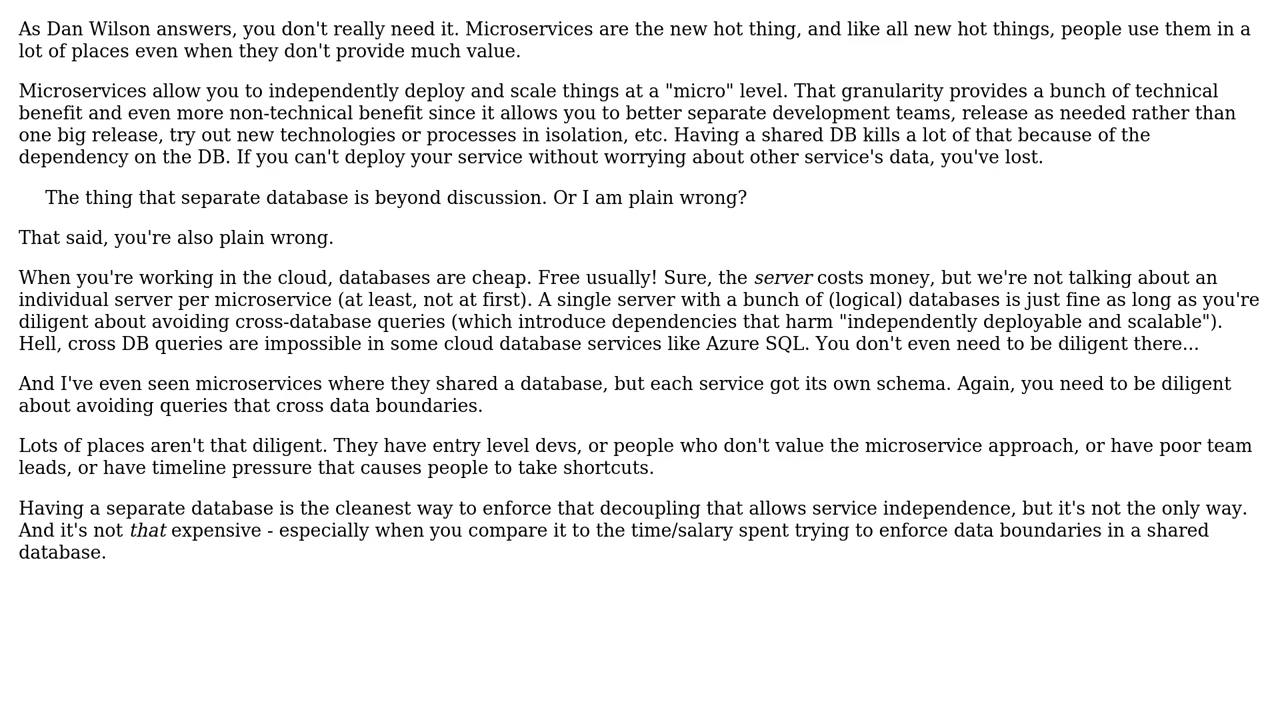 As Dan Wilson answers, you don't really need it. Microservices are the new hot thing, and like all new hot things, people use them in a
lot of places even when they don't provide much value.
Microservices allow you to independently deploy and scale things at a "micro" level. That granularity provides a bunch of technical
benefit and even more non-technical benefit since it allows you to better separate development teams, release as needed rather than
one big release, try out new technologies or processes in isolation, etc. Having a shared DB kills a lot of that because of the
dependency on the DB. If you can't deploy your service without worrying about other service's data, you've lost.
The thing that separate database is beyond discussion. Or I am plain wrong?
That said, you're also plain wrong.
When you're working in the cloud, databases are cheap. Free usually! Sure, the server costs money, but we're not talking about an
individual server per microservice (at least, not at first). A single server with a bunch of (logical) databases is just fine as long as you're
diligent about avoiding cross-database queries (which introduce dependencies that harm "independently deployable and scalable").
Hell, cross DB queries are impossible in some cloud database services like Azure SQL. You don't even need to be diligent there...
And I've even seen microservices where they shared a database, but each service got its own schema. Again, you need to be diligent
about avoiding queries that cross data boundaries.
Lots of places aren't that diligent. They have entry level devs, or people who don't value the microservice approach, or have poor team
leads, or have timeline pressure that causes people to take shortcuts.
Having a separate database is the cleanest way to enforce that decoupling that allows service independence, but it's not the only way.
And it's not that expensive - especially when you compare it to the time/salary spent trying to enforce data boundaries in a shared
database.